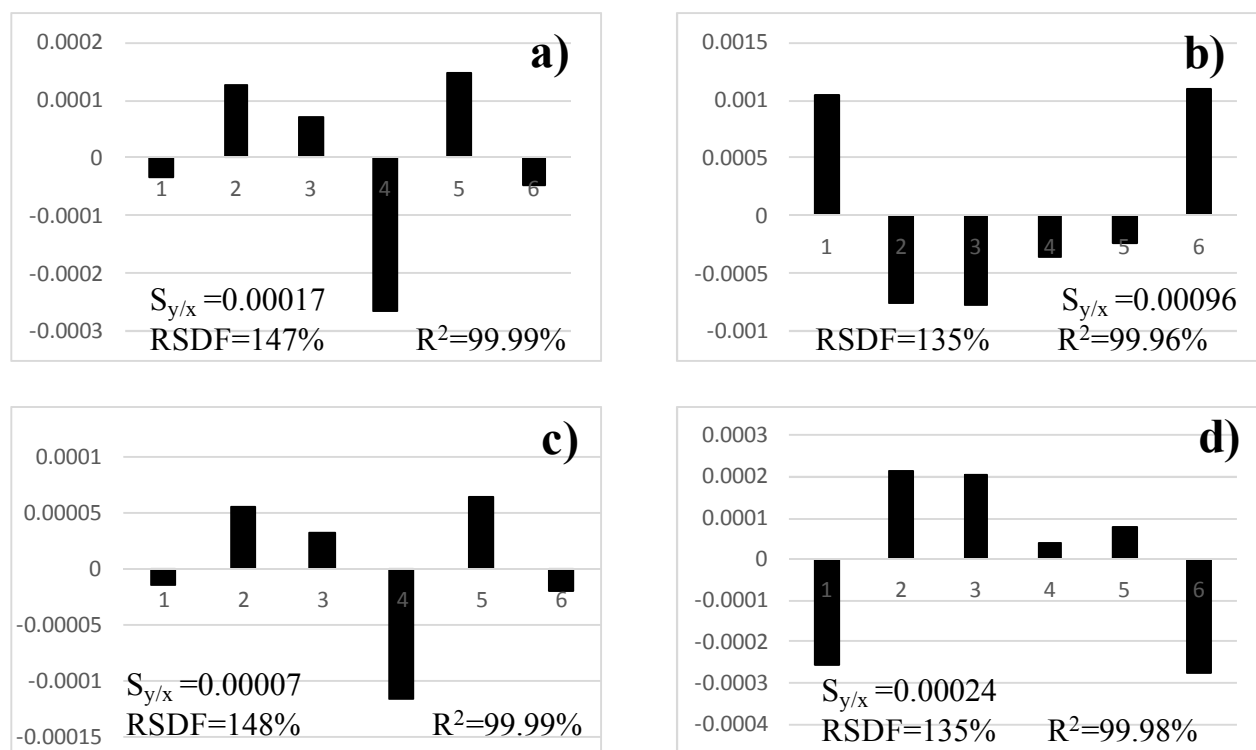 a)
0.0002
0.0001
0
-0.0001
-0.0002
-0.0003
1 2 3 4 5 6
S_{y/x} =0.00017
RSDF=147% R²=99.99%
b)
0.0015
0.001
0.0005
0
-0.0005
-0.001
1 2 3 4 5 6
S_{y/x} =0.00096
RSDF=135% R²=99.96%
c)
0.0001
0.00005
0
-0.00005
-0.0001
-0.00015
1 2 3 4 5 6
S_{y/x} =0.00007
RSDF=148% R²=99.99%
d)
0.0003
0.0002
0.0001
0
-0.0001
-0.0002
-0.0003
-0.0004
1 2 3 4 5 6
S_{y/x} =0.00024
RSDF=135% R²=99.98%